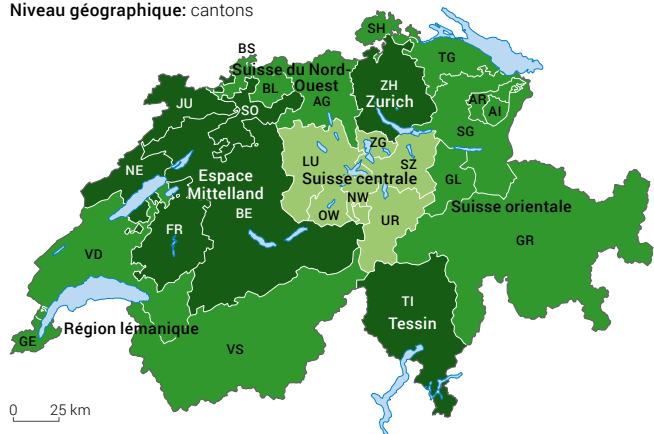 Niveau géographique: cantons
SH
BS
TG
Suisse du Nord-
Ouest
BL
ZH
Zurich
JU
SO
AG
AR
AI
SG
ZG
NE
LU
SZ
Espace
Mittelland
Suisse centrale
GL
NW
BE
OW
UR
Suisse orientale
FR
GR
VD
TI
Tessin
Région lémanique
GE
VS
0 25 km